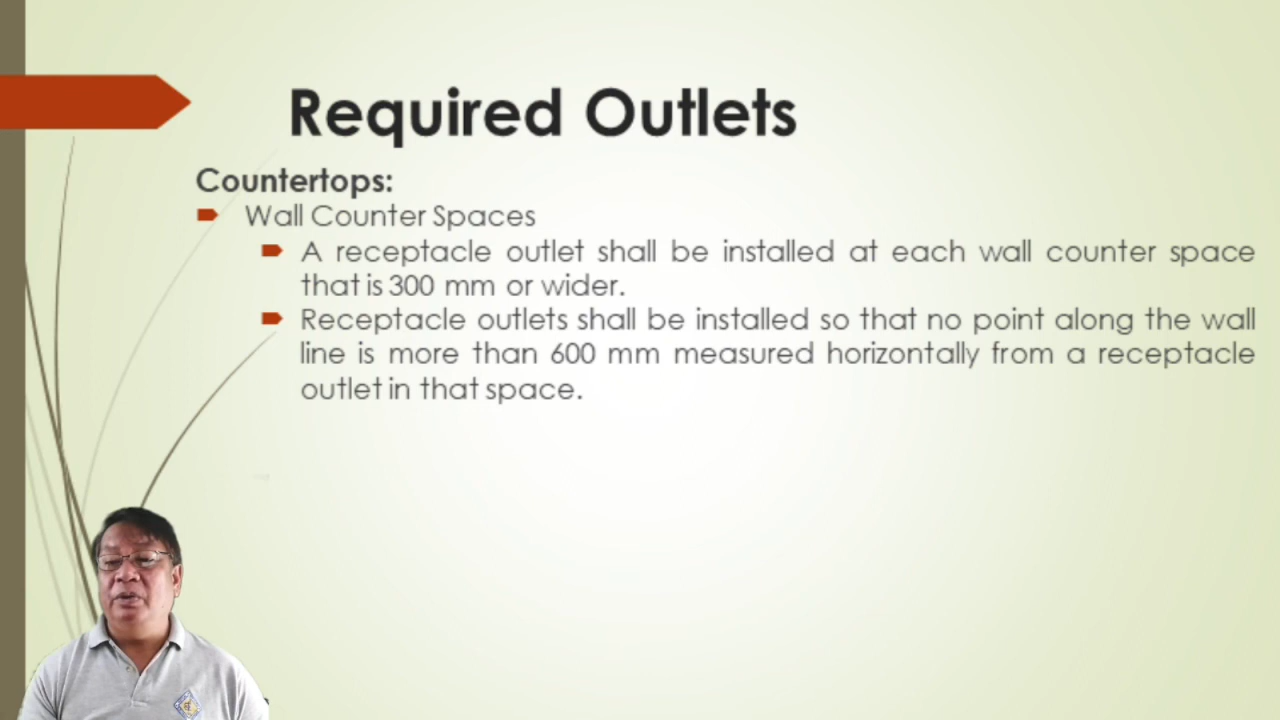 Required Outlets
Countertops:
Wall Counter Spaces
A receptacle outlet shall be installed at each wall counter space
that is 300 mm or wider.
Receptacle outlets shall be installed so that no point along the wall
line is more than 600 mm measured horizontally from a receptacle
outlet in that space.